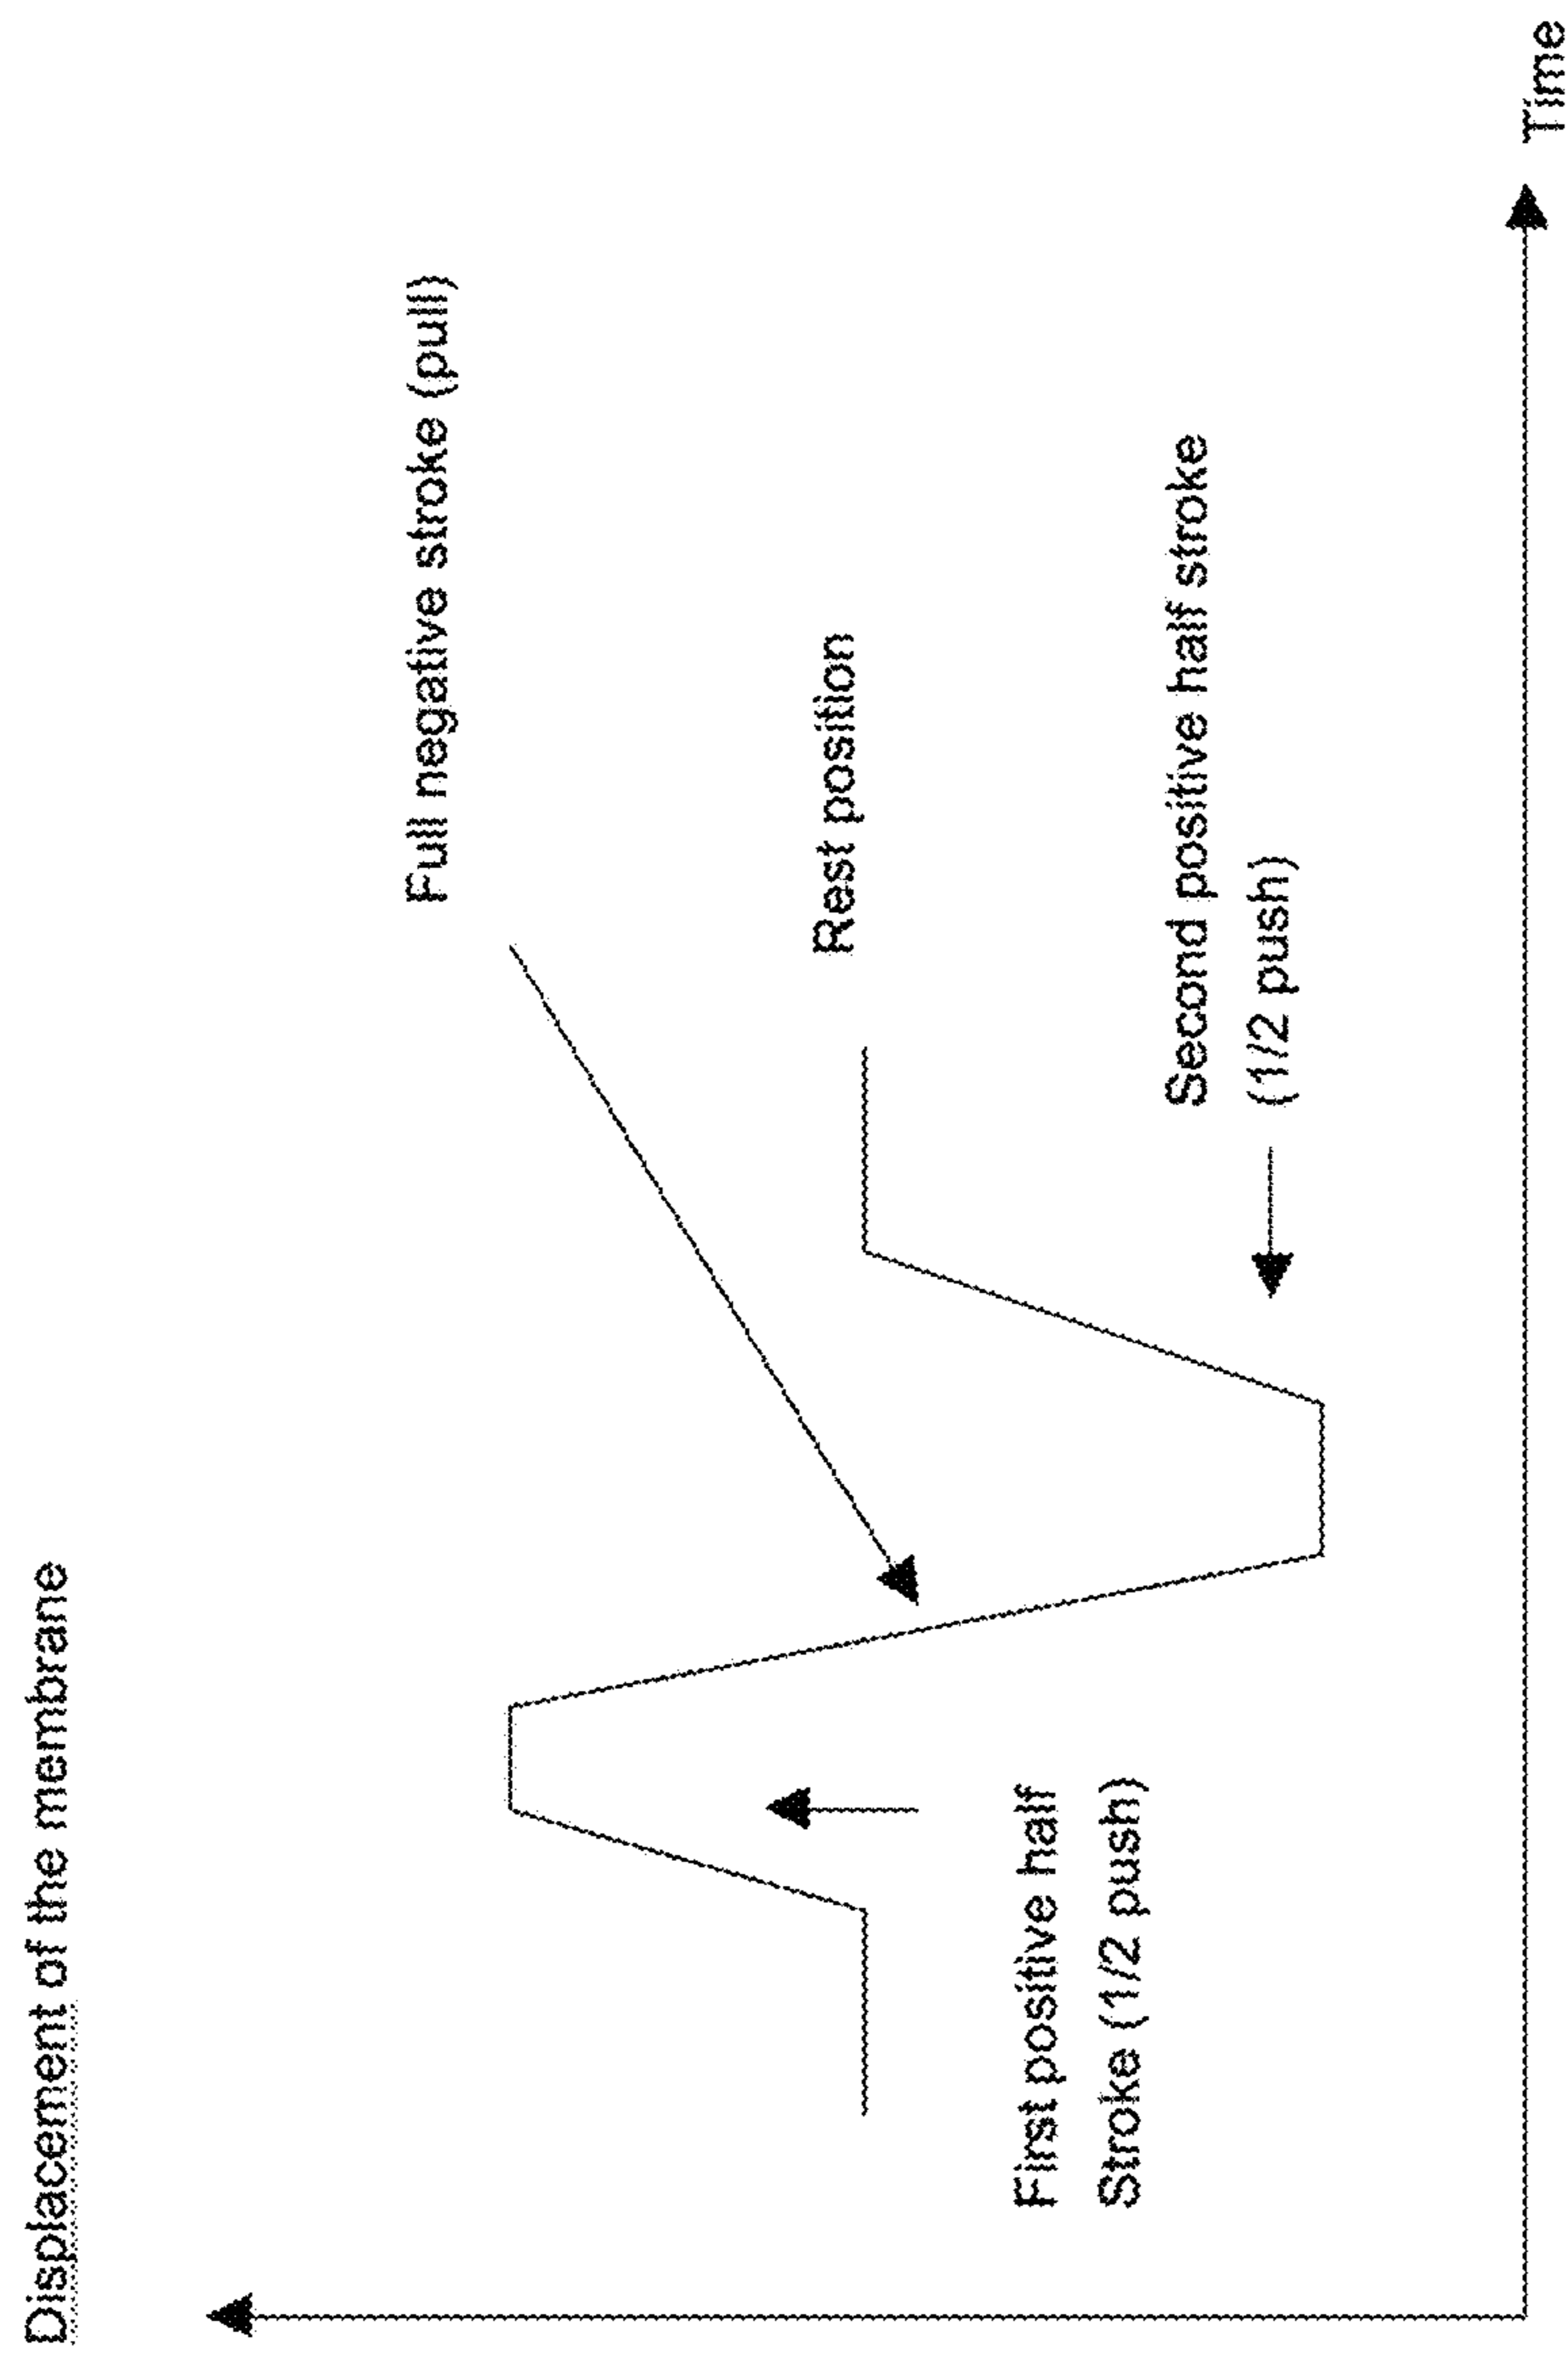 Displacement of the membrane
Full negative stroke (pull)
Rest position
First positive half
Stroke (1/2 push)
Second positive half stroke
(1/2 push)
Time